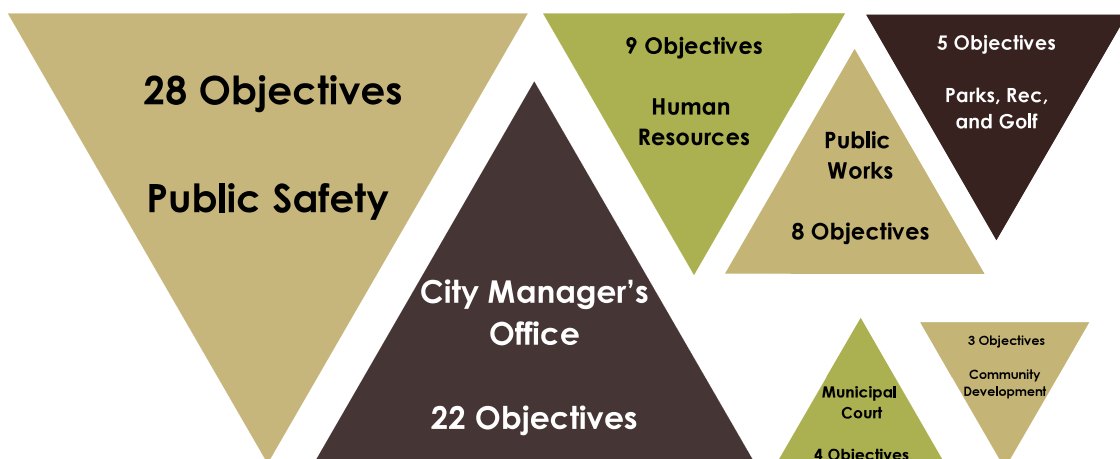 28 Objectives
Public Safety
City Manager's
Office
22 Objectives
9 Objectives
Human
Resources
Public
Works
8 Objectives
5 Objectives
Parks, Rec,
and Golf
Municipal
Court
4 Objectives
3 Objectives
Community
Development